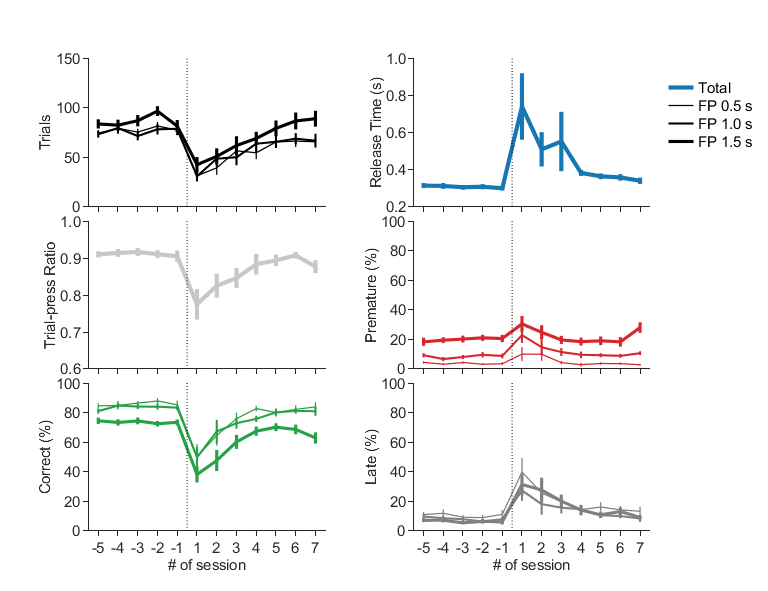 150
100
50
0
Trials
1.0
0.8
0.6
0.4
0.2
Release Time (s)
Total
FP 0.5 s
FP 1.0 s
FP 1.5 s
1.0
0.9
0.8
0.7
0.6
Trial-press Ratio
100
80
60
40
20
0
Premature (%)
100
80
60
40
20
0
Correct (%)
-5 -4 -3 -2 -1 1 2 3 4 5 6 7
# of session
100
80
60
40
20
0
Late (%)
-5 -4 -3 -2 -1 1 2 3 4 5 6 7
# of session